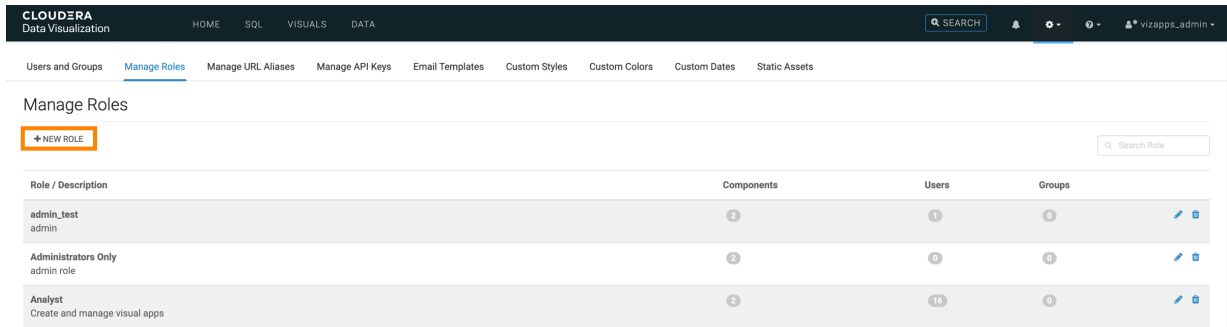 CLOUDERA
Data Visualization
HOME SQL VISUALS DATA SEARCH vizapps_admin
Users and Groups Manage Roles Manage URL Aliases Manage API Keys Email Templates Custom Styles Custom Colors Custom Dates Static Assets
Manage Roles
+ NEW ROLE
Search Role
Role / Description Components Users Groups
admin_test 2 1 0
admin
Administrators Only 2 0 0
admin role
Analyst 2 16 0
Create and manage visual apps